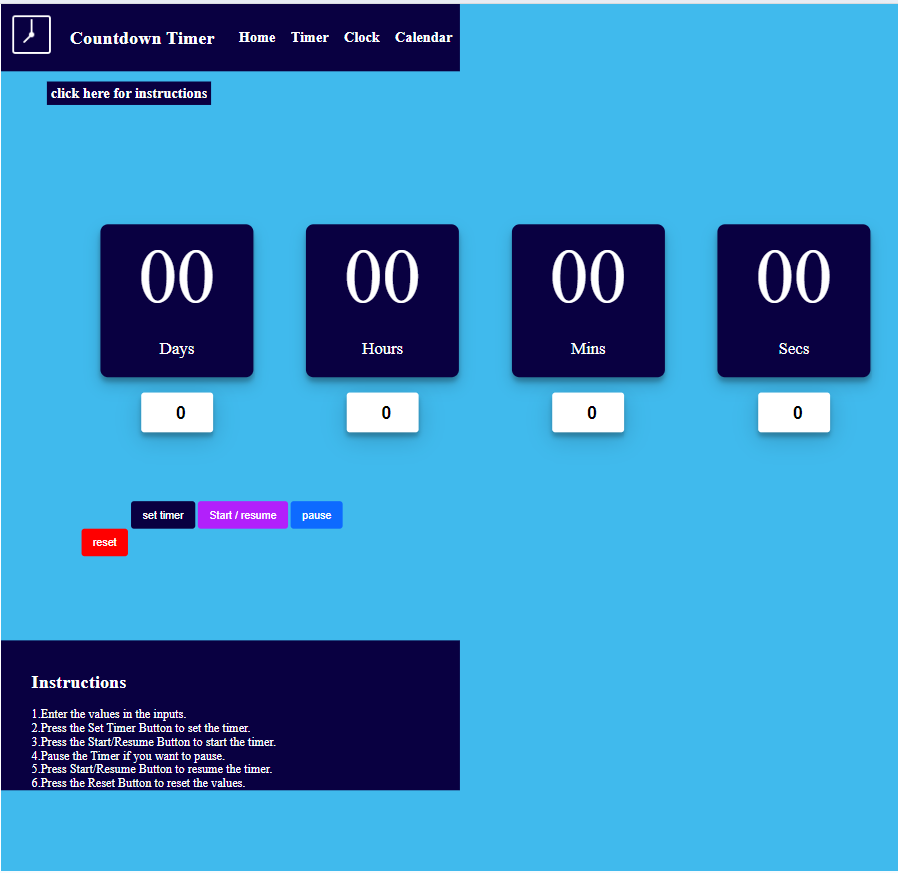 Countdown Timer Home Timer Clock Calendar
click here for instructions
00 00 00 00
Days Hours Mins Secs
0 0 0 0
set timer Start / resume pause
reset
Instructions
1.Enter the values in the inputs.
2.Press the Set Timer Button to set the timer.
3.Press the Start/Resume Button to start the timer.
4.Pause the Timer if you want to pause.
5.Press Start/Resume Button to resume the timer.
6.Press the Reset Button to reset the values.